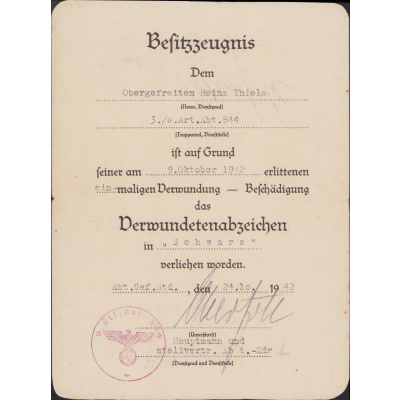 Besitzzeugnis
Dem
Obergefreiten Heinz Thiele
(Name, Dienstgrad)
3./s.Art.Abt.844
(Truppenteil, Dienststelle)
ist auf Grund
seiner am 9.Oktober 1942 erlittenen
ein-maligen Verwundung — Beschädigung
das
Verwundetenabzeichen
in „Schwarz"
verliehen worden.
Abt.Gef.Std. , den 24.10. 1942
(Unterschrift)
Hauptmann und
stellvertr. Abt.-Kdr
(Dienstgrad und Dienststelle)